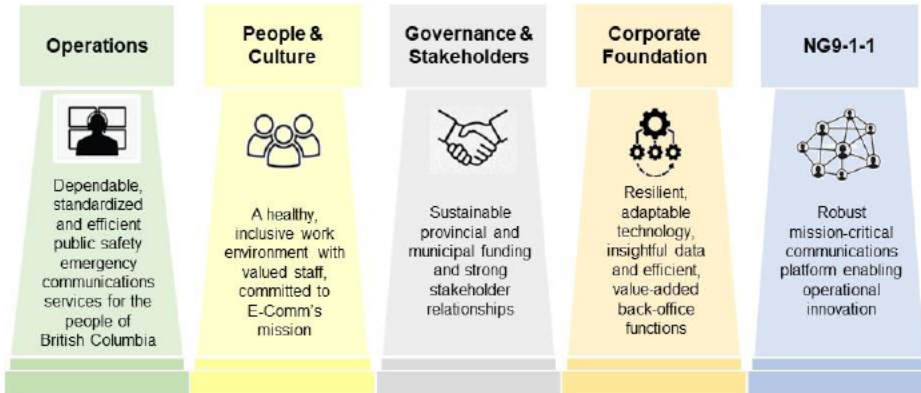 Operations
Dependable,
standardized
and efficient
public safety
emergency
communications
services for the
people of
British Columbia
People &
Culture
A healthy,
inclusive work
environment with
valued staff,
committed to
E-Comm's
mission
Governance &
Stakeholders
Sustainable
provincial and
municipal funding
and strong
stakeholder
relationships
Corporate
Foundation
Resilient,
adaptable
technology,
insightful data
and efficient,
value-added
back-office
functions
NG9-1-1
Robust
mission-critical
communications
platform enabling
operational
innovation